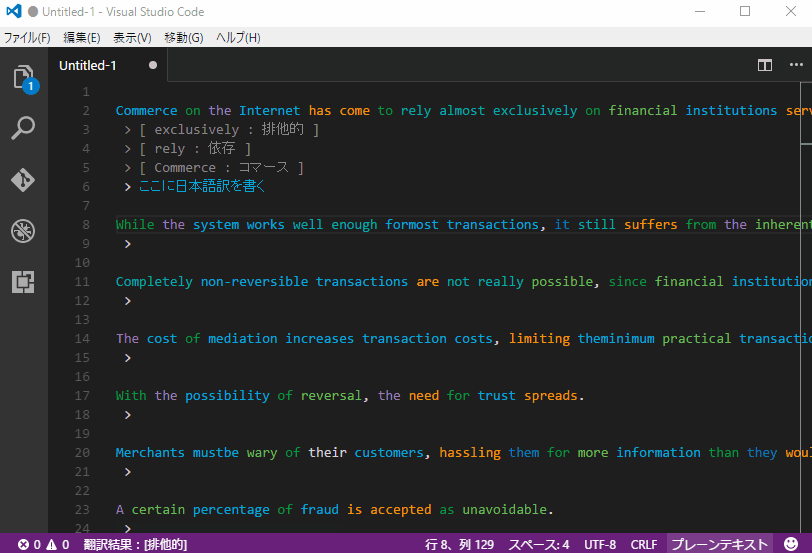 Untitled-1 - Visual Studio Code
ファイル(F) 編集(E) 表示(V) 移動(G) ヘルプ(H)
Untitled-1
1
1
2 Commerce on the Internet has come to rely almost exclusively on financial institutions serv
3 > [ exclusively : 排他的 ]
4 > [ rely : 依存 ]
5 > [ Commerce : コマース ]
6 > ここに日本語訳を書く
7
8 While the system works well enough formost transactions, it still suffers from the inherent
9 >
10
11 Completely non-reversible transactions are not really possible, since financial institution
12 >
13
14 The cost of mediation increases transaction costs, limiting theminimum practical transactio
15 >
16
17 With the possibility of reversal, the need for trust spreads.
18 >
19
20 Merchants mustbe wary of their customers, hassling them for more information than they woul
21 >
22
23 A certain percentage of fraud is accepted as unavoidable.
24 >
0 0 翻訳結果 : [排他的] 行 8、列 129 スペース: 4 UTF-8 CRLF プレーンテキスト